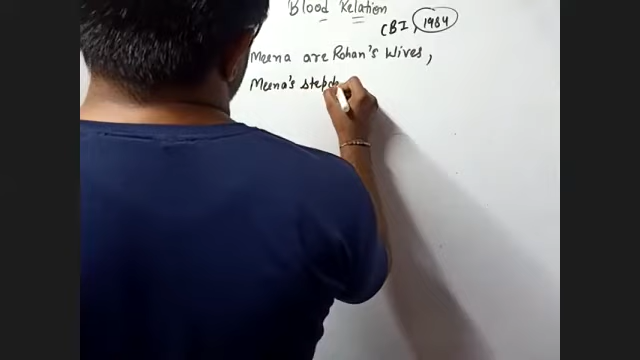 Blood Relation
CBI, 1984
Meena are Rohan's Wives,
Meena's stepd